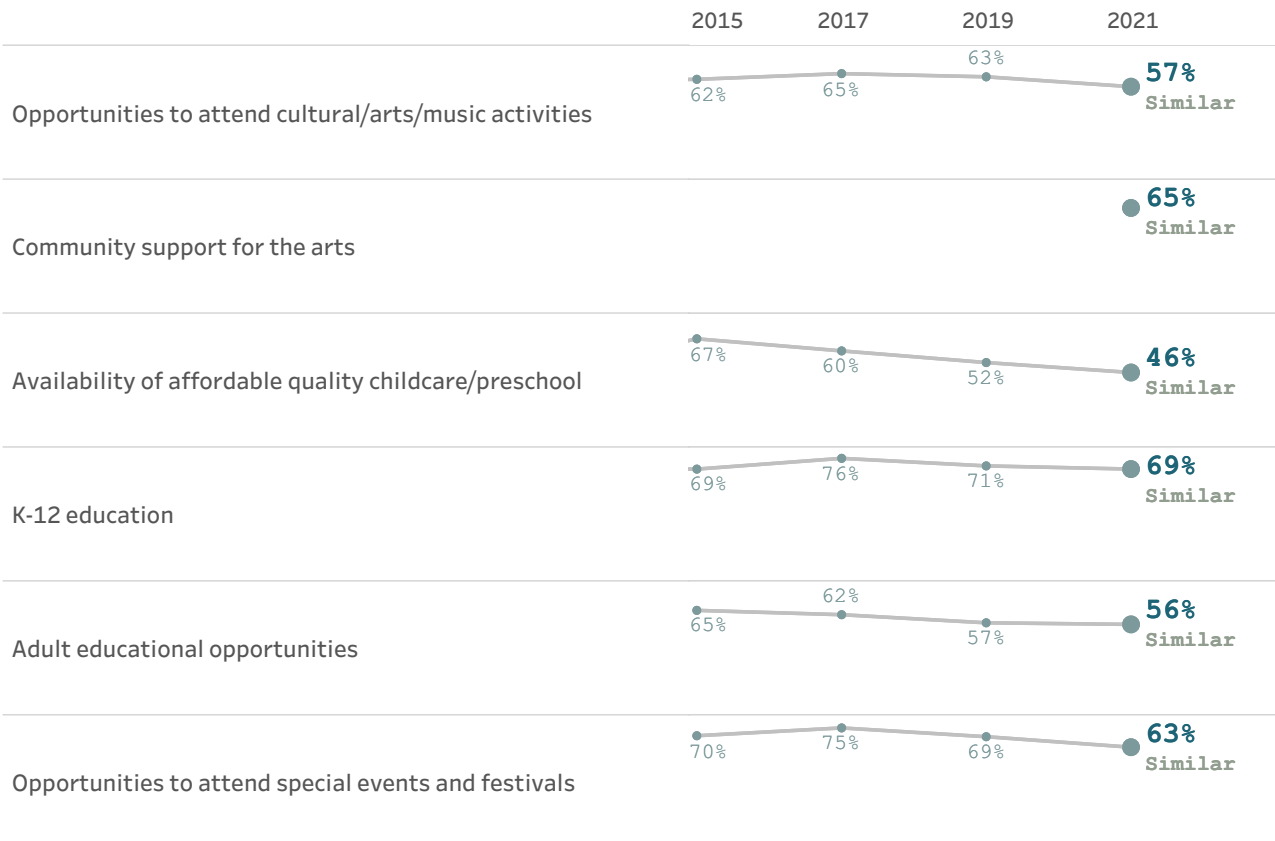 2015 2017 2019 2021
Opportunities to attend cultural/arts/music activities
62% 65% 63% 57%
Similar
Community support for the arts
65%
Similar
Availability of affordable quality childcare/preschool
67% 60% 52% 46%
Similar
K-12 education
69% 76% 71% 69%
Similar
Adult educational opportunities
65% 62% 57% 56%
Similar
Opportunities to attend special events and festivals
70% 75% 69% 63%
Similar